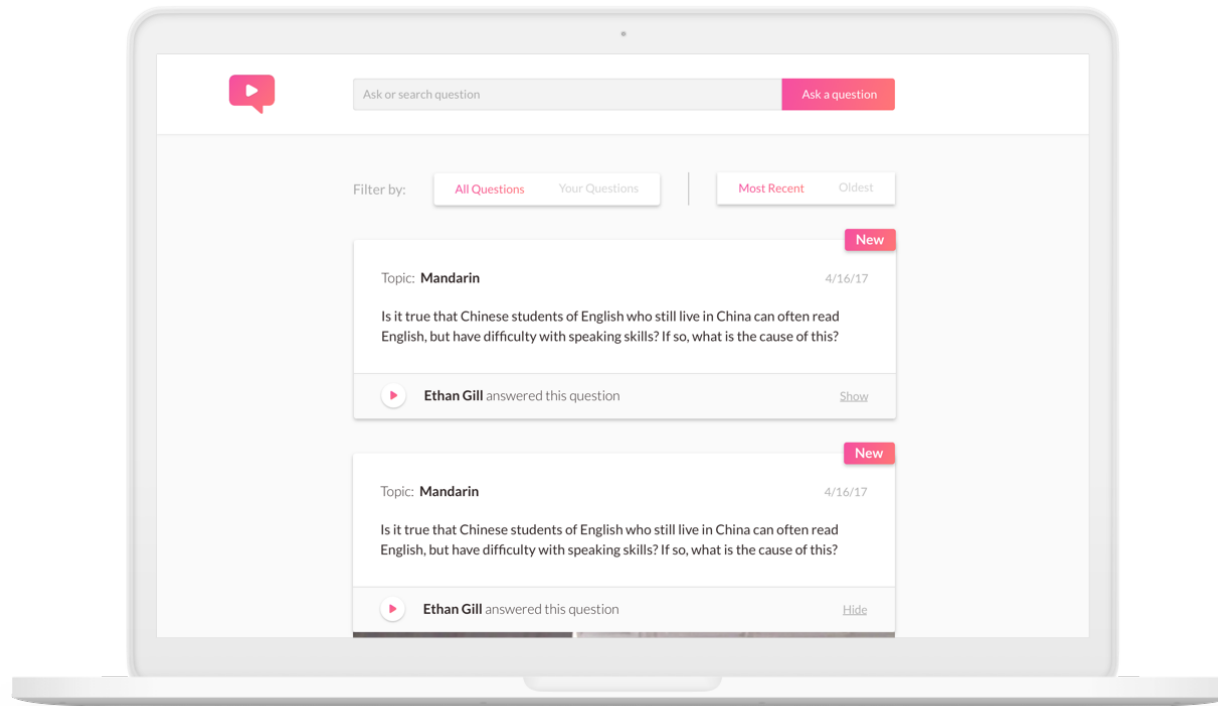 Ask or search question
Ask a question
Filter by:
All Questions
Your Questions
Most Recent
Oldest
New
Topic: Mandarin
4/16/17
Is it true that Chinese students of English who still live in China can often read
English, but have difficulty with speaking skills? If so, what is the cause of this?
Ethan Gill answered this question
Show
New
Topic: Mandarin
4/16/17
Is it true that Chinese students of English who still live in China can often read
English, but have difficulty with speaking skills? If so, what is the cause of this?
Ethan Gill answered this question
Hide